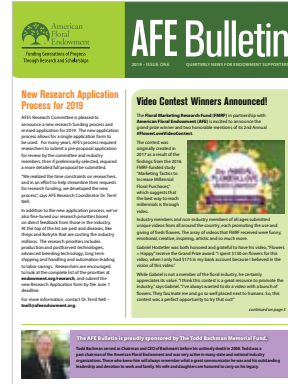 American
Floral
Endowment
Funding Generations of Progress
Through Research and Scholarships
AFE Bulletin
2019 - ISSUE ONE
QUARTERLY NEWS FOR ENDOWMENT SUPPORTERS
New Research Application
Process for 2019
AFE's Research Committee is pleased to
announce a new research funding process and
revised application for 2019. The new application
process allows for a single application form to
be used. For many years, AFE's process required
researchers to submit a pre-proposal application
for review by the committee and industry
members, then if preliminarily selected, required
a more detailed full proposal be submitted.
"We realized the time constraints on researchers
and in an effort to help streamline their requests
for research funding, we developed the new
process," says AFE Research Coordinator Dr. Terril
Nell.
In addition to the new application process, we've
also fine-tuned our research priorities based
on direct feedback from those in the industry.
At the top of the list are pest and diseases, like
thrips and Botrytis that are costing the industry
millions. The research priorities includes
production and postharvest technologies,
advanced breeding technology, long term
shipping and handling and automation leading
to labor savings. Researchers are encouraged
to look at the complete list of the priorities at
endowment.org/research, and submit the
new Research Application form by the June 1
deadline.
For more information, contact Dr. Terril Nell –
tnell@afeendowment.org.
Video Contest Winners Announced!
The Floral Marketing Research Fund (FMRF) in partnership with
American Floral Endowment (AFE) is excited to announce the
grand prize winner and two honorable mentions of its 2nd Annual
#FlowerLoveVideoContest.
The contest
was originally
created in
2017 as a result of the
findings from the 2016
FMRF-funded
study
"Marketing Tactics to
Increase Millennial
Floral Purchases,"
which suggests that
the best way to reach
millennials is through
video.
Industry members and non-industry members of all ages submitted
unique videos from all around the country, each promoting the use and
giving of fresh flowers. The array of videos that FMRF received were funny,
emotional, creative, inspiring, artistic and so much more.
Gabriel Hostetler was both honored and grateful to have his video, "Flowers
= Happy" receive the Grand Prize award. "I spent $11.60 on flowers for this
video, when I only had $17.11 in my bank account because I believed in the
vision of this video."
While Gabriel is not a member of the floral industry, he certainly
appreciates its value. "I think this contest is a great measure to promote the
industry," says Gabriel. "I've always wanted to do a video with a bunch of
flowers. They fascinate me and go so well placed next to humans. So, this
contest was a perfect opportunity to try that out!"
continued on page 5
The AFE Bulletin is proudly sponsored by the Todd Bachman Memorial Fund.
Todd Bachman served as Chairman and CEO of Bachman's before his untimely death in 2008. Todd was a
past chairman of the American Floral Endowment and was very active in many state and national industry
organizations. Those who knew him will always remember what a great communicator he was and his outstanding
leadership and devotion to work and family. His wife and daughters are honored to carry on his legacy.